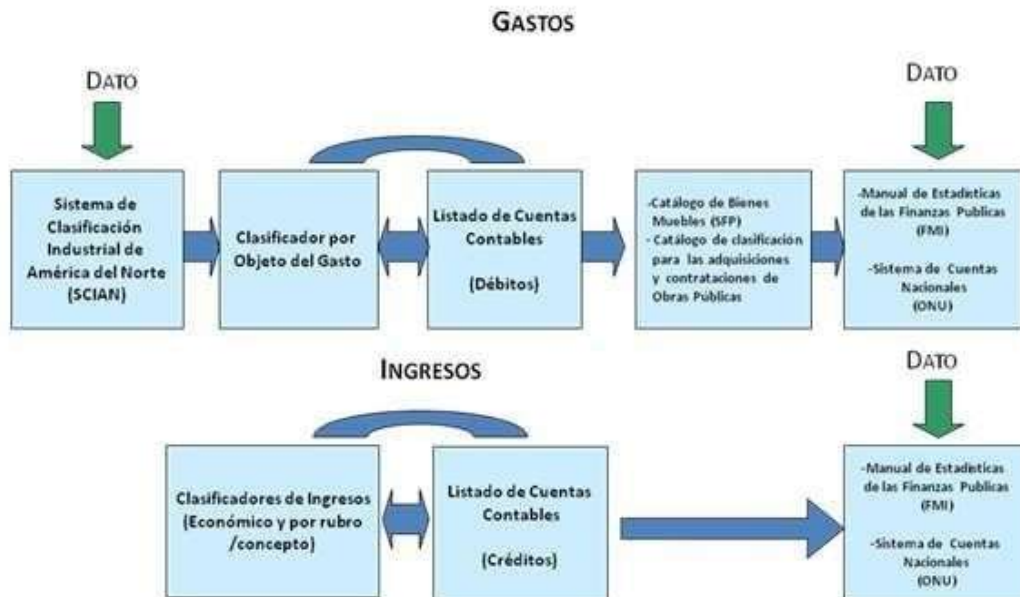 GASTOS
DATO
DATO
Sistema de
Clasificación
Industrial de
América del Norte
(SCIAN)
Clasificador por
Objeto del Gasto
Listado de Cuentas
Contables
(Débitos)
-Catálogo de Bienes
Muebles (SFP)
- Catálogo de clasificación
para las adquisiciones
y contrataciones de
Obras Públicas
-Manual de Estadísticas
de las Finanzas Publicas
(FMI)
-Sistema de Cuentas
Nacionales
(ONU)
INGRESOS
DATO
Clasificadores de Ingresos
(Económico y por rubro
/concepto)
Listado de Cuentas
Contables
(Créditos)
-Manual de Estadísticas
de las Finanzas Publicas
(FMI)
-Sistema de Cuentas
Nacionales
(ONU)